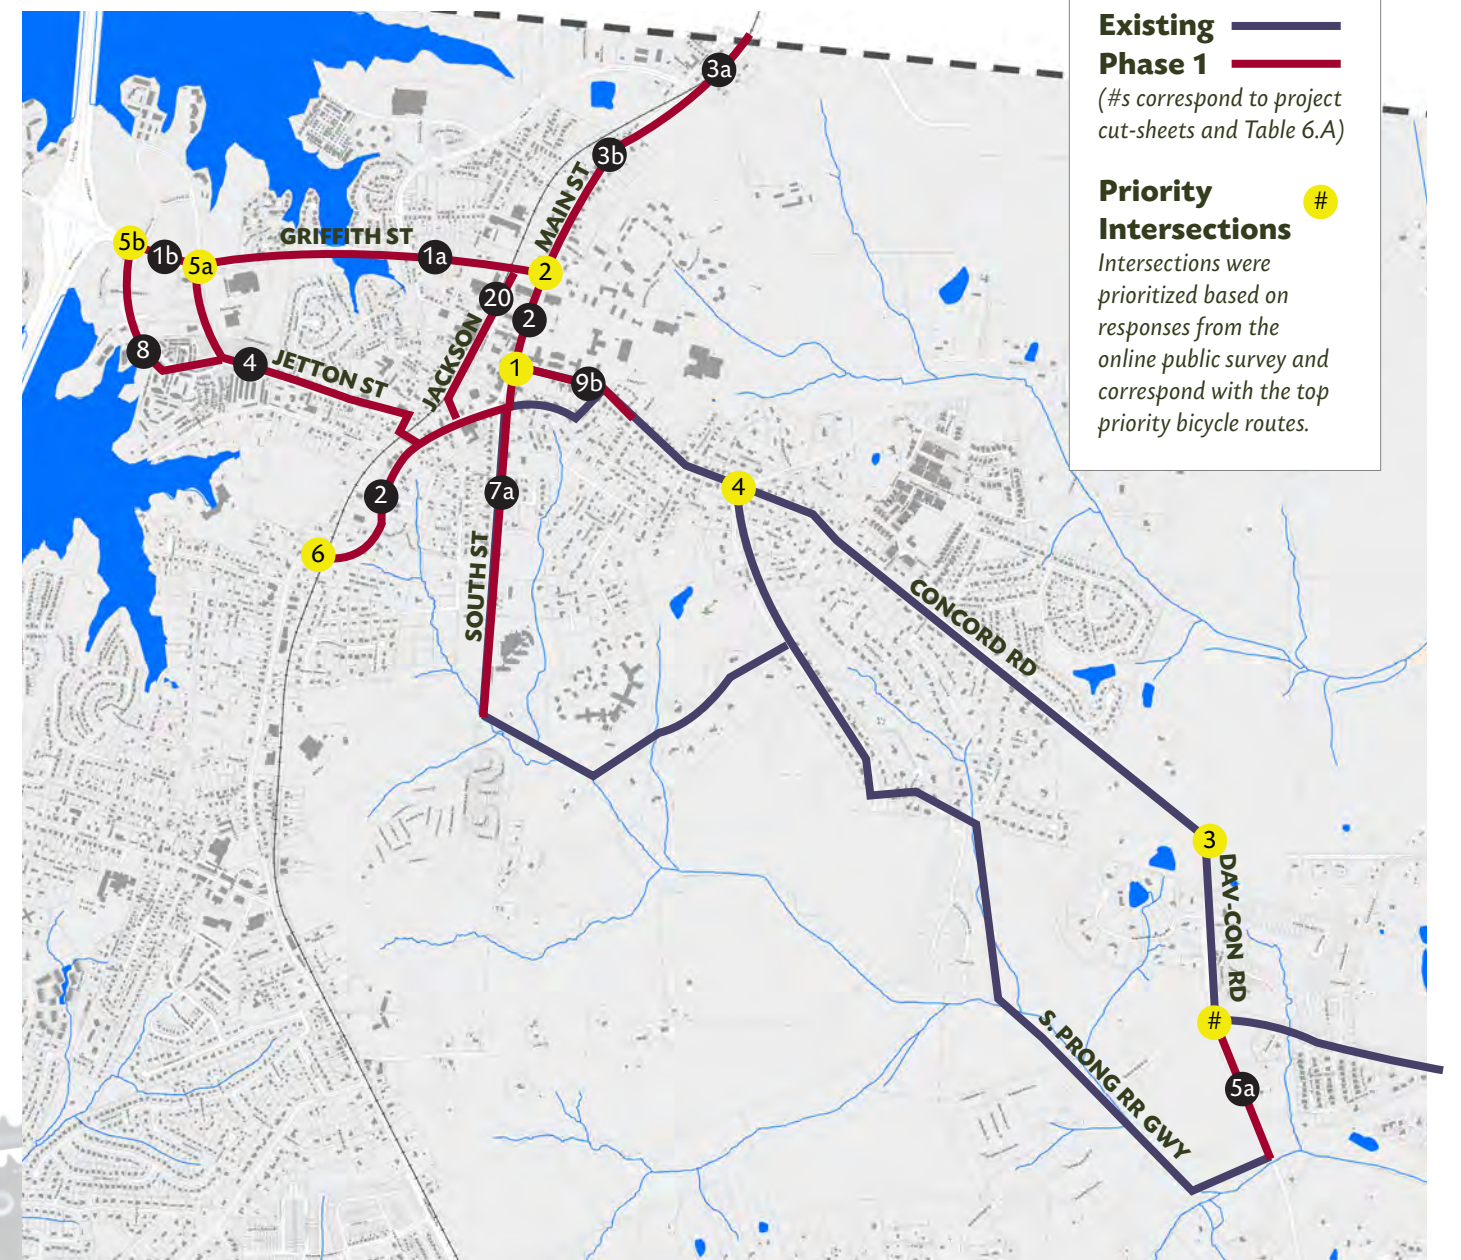 Existing
Phase 1
(#s correspond to project
cut-sheets and Table 6.A)
Priority
Intersections
#
Intersections were
prioritized based on
responses from the
online public survey and
correspond with the top
priority bicycle routes.
3a
3b
MAIN ST
GRIFFITH ST
5b
1b
5a
1a
2
20
2
JACKSON
8
4
JETTON ST
1
9b
2
7a
4
6
SOUTH ST
CONCORD RD
3
DAV-CON RD
#
S. PRONG RR GWY
5a